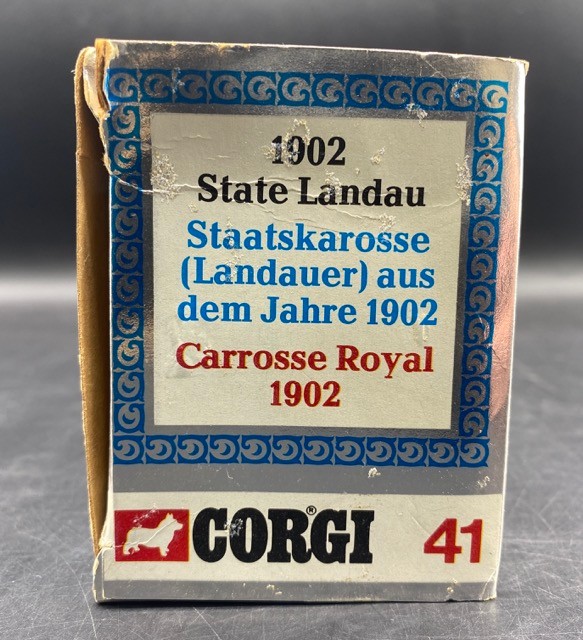 1902
State Landau
Staatskarosse
(Landauer) aus
dem Jahre 1902
Carrosse Royal
1902
CORGI® 41